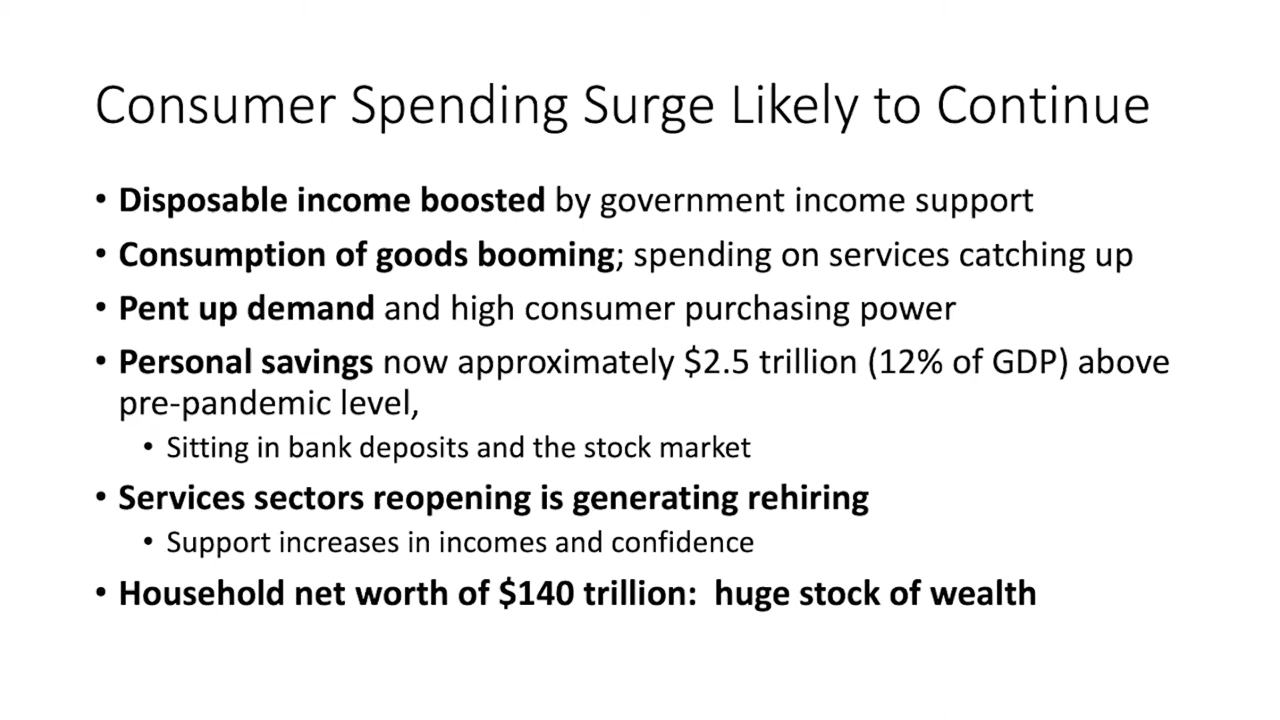 Consumer Spending Surge Likely to Continue
• Disposable income boosted by government income support
• Consumption of goods booming; spending on services catching up
• Pent up demand and high consumer purchasing power
• Personal savings now approximately $2.5 trillion (12% of GDP) above
pre-pandemic level,
• Sitting in bank deposits and the stock market
• Services sectors reopening is generating rehiring
• Support increases in incomes and confidence
• Household net worth of $140 trillion:  huge stock of wealth